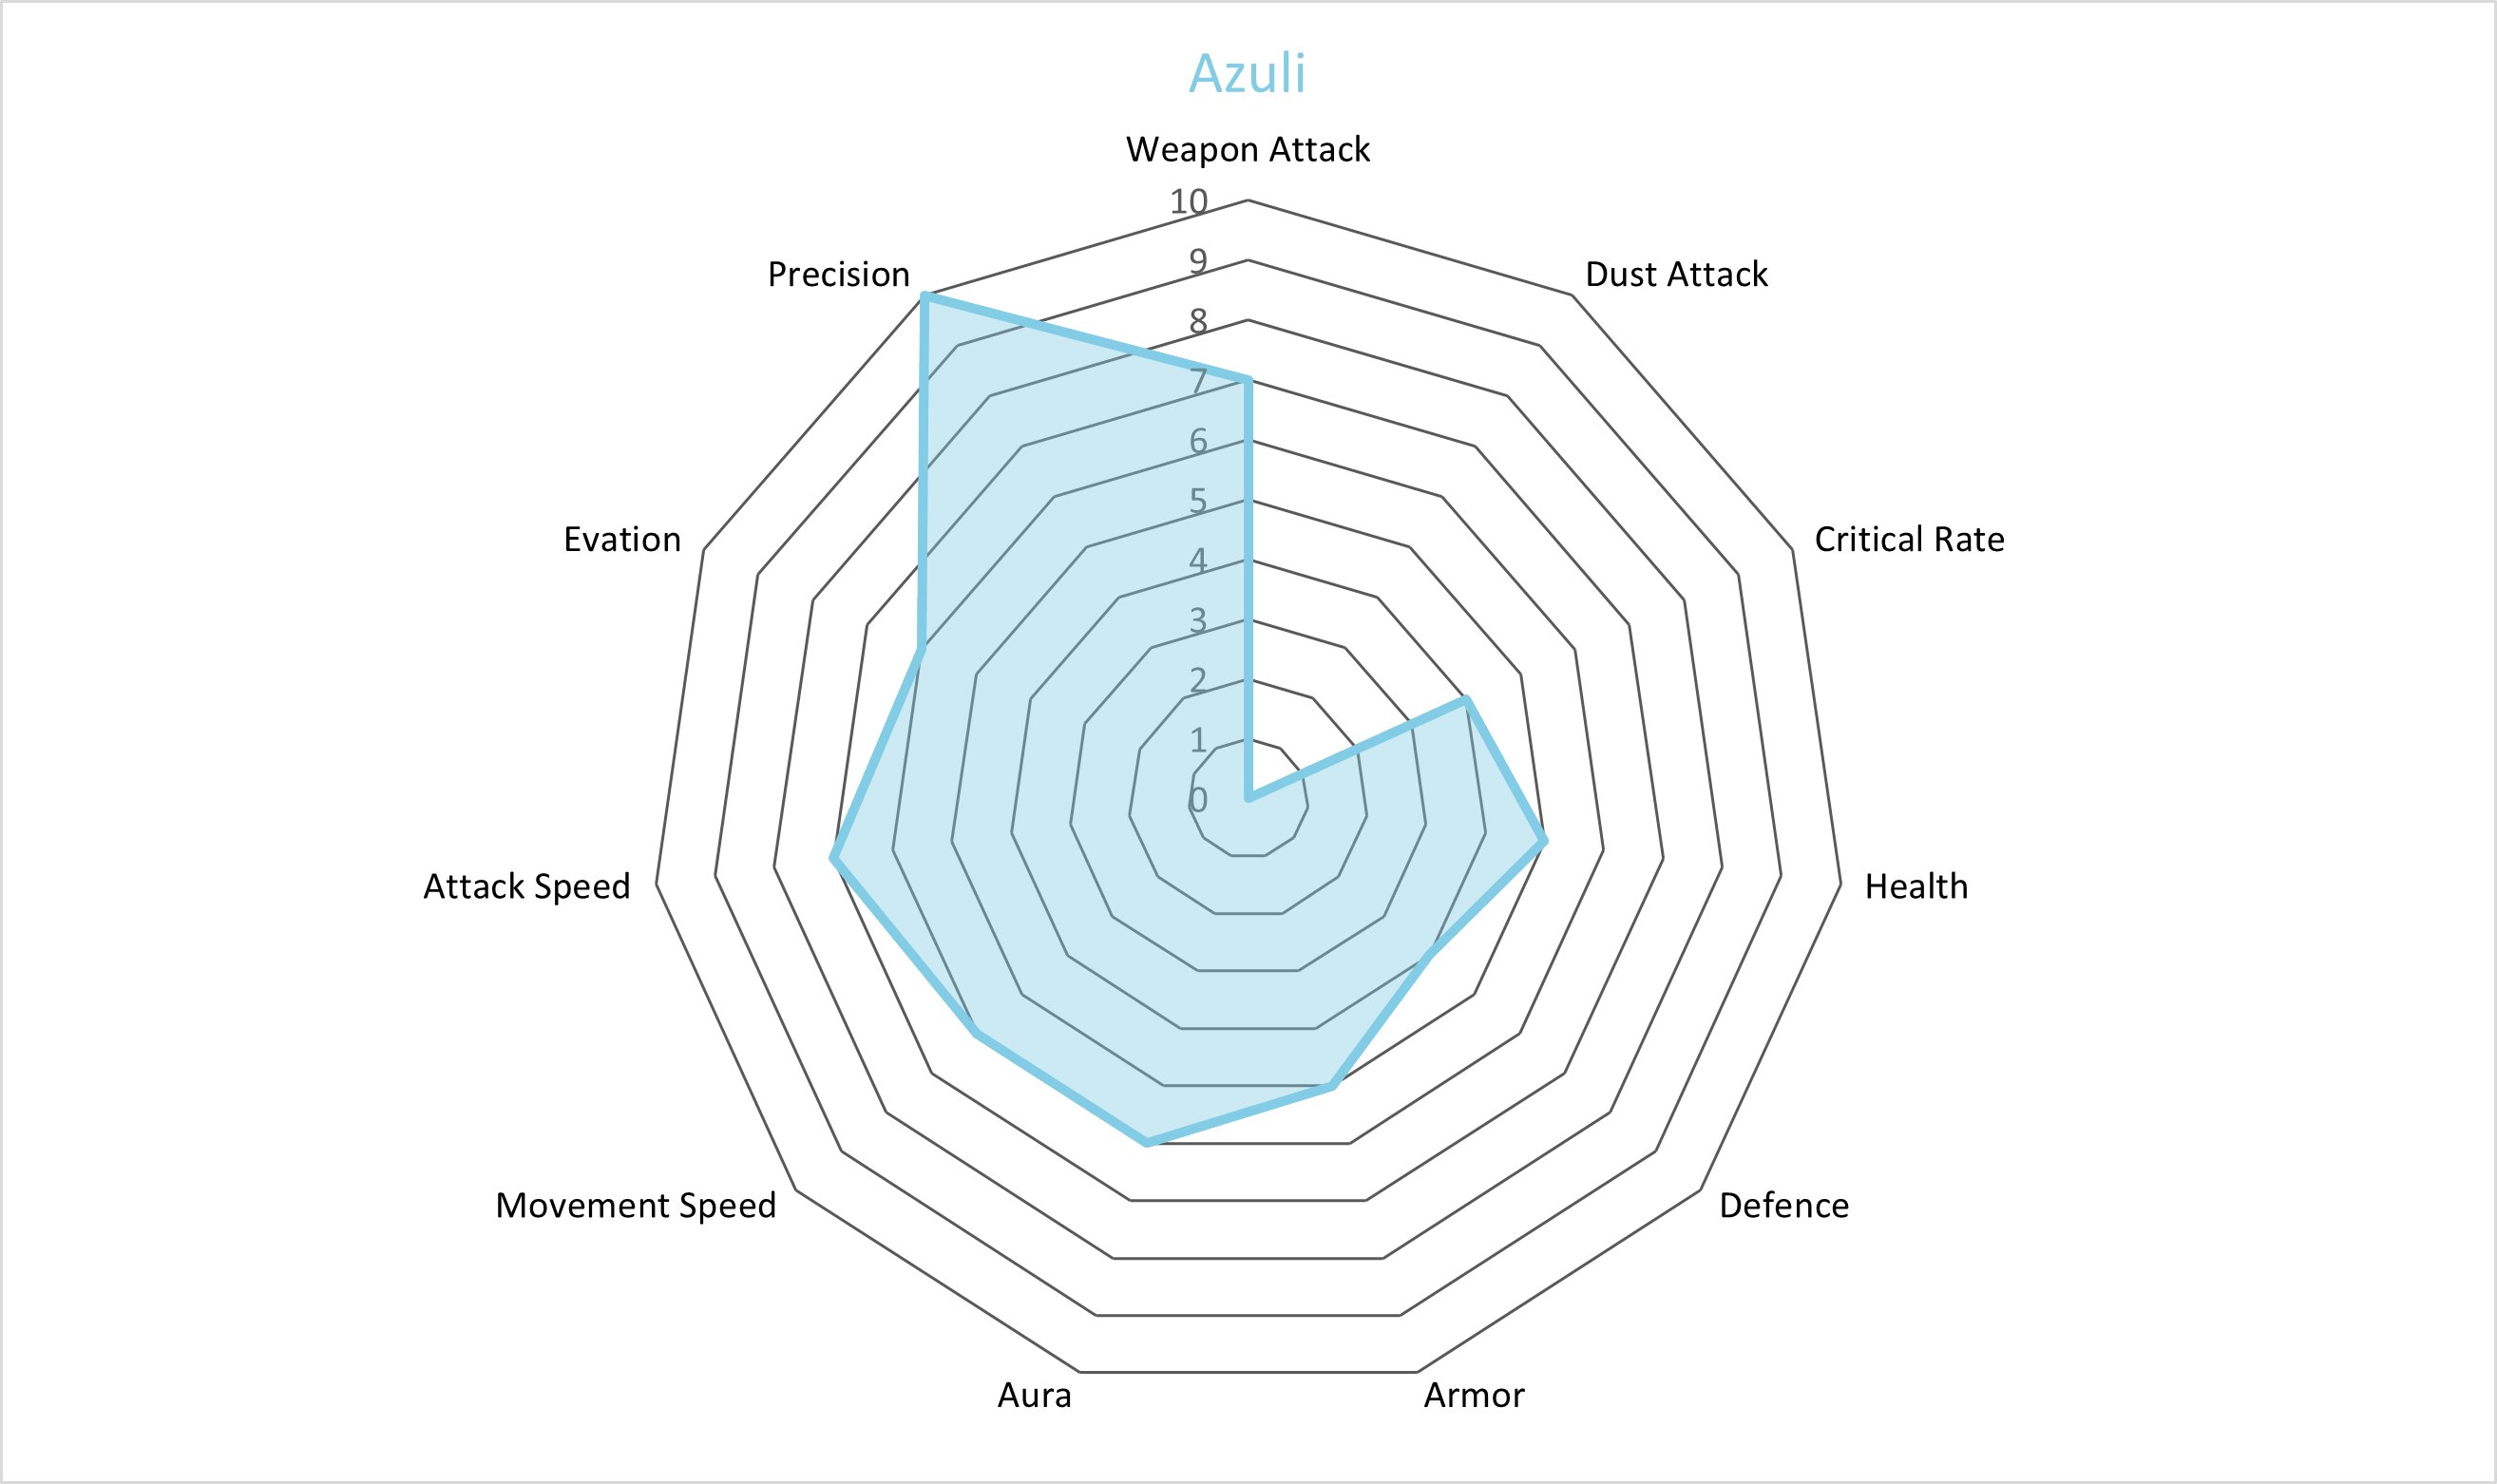 Azuli
Weapon Attack
10
9
8
7
6
5
4
3
2
1
0
Dust Attack
Critical Rate
Health
Defence
Armor
Aura
Movement Speed
Attack Speed
Evation
Precision